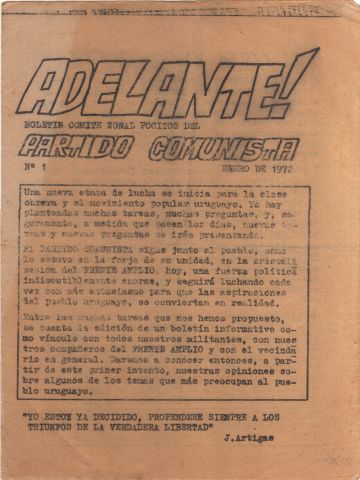 ADELANTE!
BOLETIN COMITE ZONAL POCITOS DEL
PARTIDO COMUNISTA
Nº 1 ENERO DE 1972
Una nueva etapa de lucha se inicia para la clase
obrera y el movimiento popular uruguayo. Ya hay
planteadas muchas tareas, muchas preguntas, y, se-
guramente, a medida que pasen los días, nuevas ta-
reas y nuevas preguntas se irán presentando.
El PARTIDO COMUNISTA sigue junto al pueblo, como
lo estuvo en la forja de su unidad, en la cristali
zación del FRENTE AMPLIO, hoy, una fuerza política
indiscutiblemente enorme, y seguirá luchando cada
vez con más entusiasmo para que las aspiraciones
del pueblo uruguayo, se conviertan en realidad.
Entre las muchas tareas que nos hemos propuesto,
se cuenta la edición de un boletín informativo co-
mo vínculo con todos nuestros militantes, con nues
tros compañeros del FRENTE AMPLIO y con el vecinda
rio en general. Daremos a conocer entonces, a par-
tir de este primer intento, nuestras opiniones so-
bre algunos de los temas que más preocupan al pue-
blo uruguayo.
"YO ESTOY YA DECIDIDO, PROPENDERE SIEMPRE A LOS
TRIUNFOS DE LA VERDADERA LIBERTAD"
J.Artigas